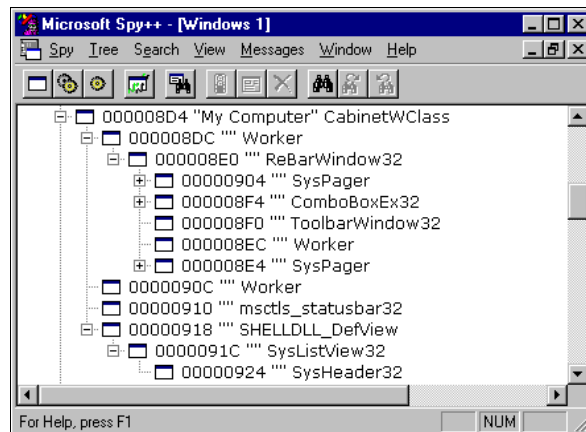 Microsoft Spy++ - [Windows 1]
Spy Tree Search View Messages Window Help
000008D4 "My Computer" CabinetWClass
000008DC "" Worker
000008E0 "" ReBarWindow32
00000904 "" SysPager
000008F4 "" ComboBoxEx32
000008F0 "" ToolbarWindow32
000008EC "" Worker
000008E4 "" SysPager
0000090C "" Worker
00000910 "" msctls_statusbar32
00000918 "" SHELLDLL_DefView
0000091C "" SysListView32
00000924 "" SysHeader32
For Help, press F1 NUM